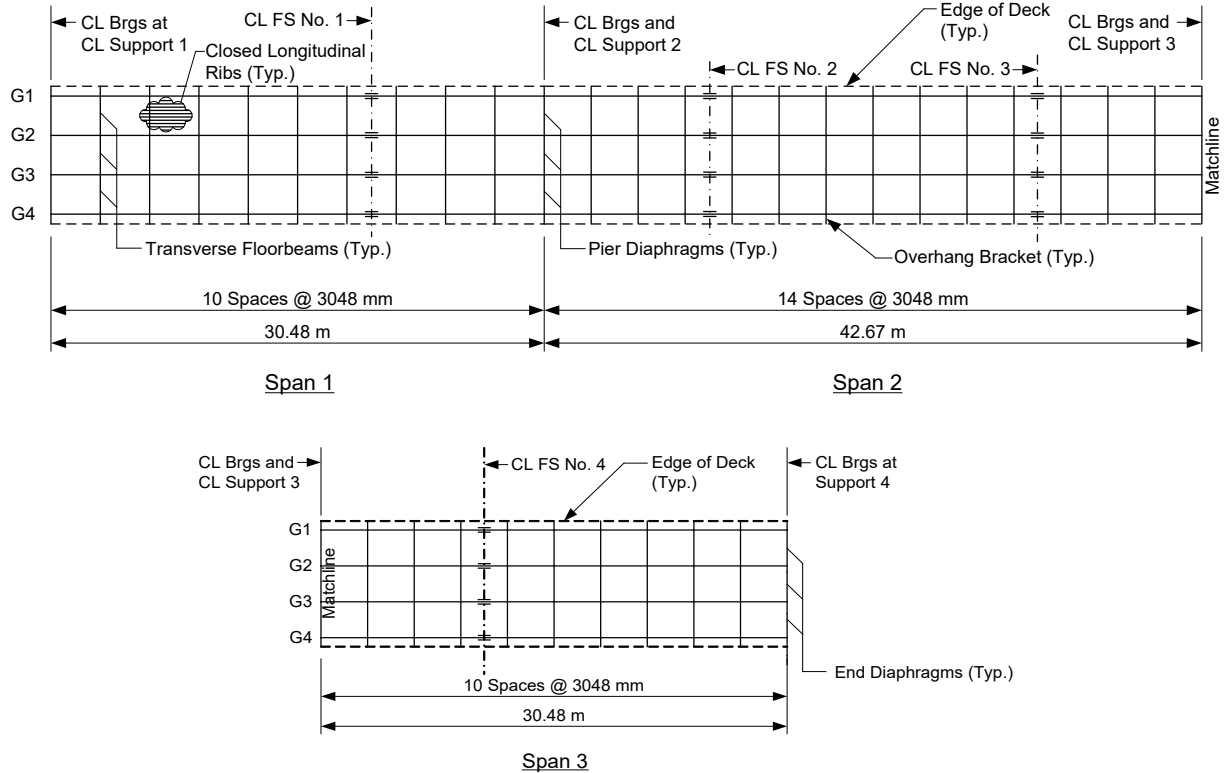 CL Brgs at
CL Support 1
CL FS No. 1
Closed Longitudinal
Ribs (Typ.)
CL Brgs and
CL Support 2
Edge of Deck
(Typ.)
CL Brgs and
CL Support 3
CL FS No. 2
CL FS No. 3
G1
G2
G3
G4
Matchline
Transverse Floorbeams (Typ.)
Pier Diaphragms (Typ.)
Overhang Bracket (Typ.)
10 Spaces @ 3048 mm
14 Spaces @ 3048 mm
30.48 m
42.67 m
Span 1
Span 2
CL Brgs and
CL Support 3
CL FS No. 4
Edge of Deck
(Typ.)
CL Brgs at
Support 4
G1
G2
G3
G4
Matchline
End Diaphragms (Typ.)
10 Spaces @ 3048 mm
30.48 m
Span 3